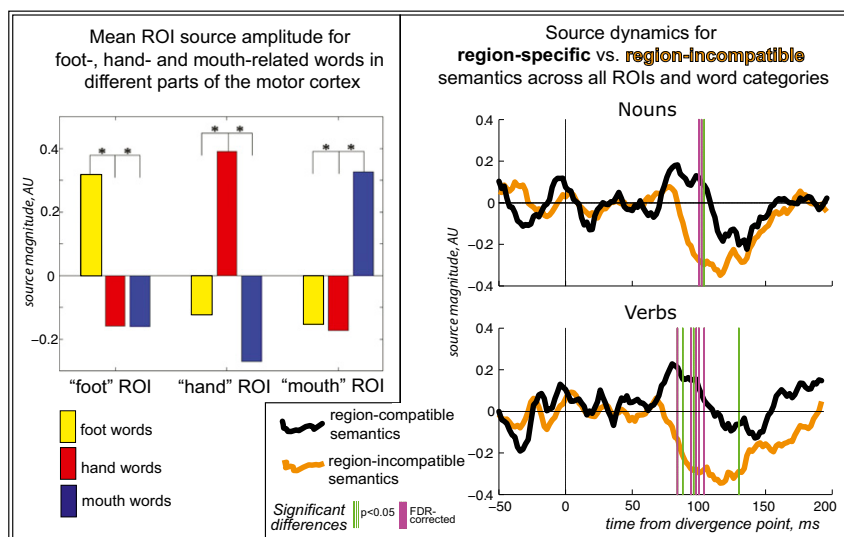 Mean ROI source amplitude for
foot-, hand- and mouth-related words in
different parts of the motor cortex
source magnitude, AU
0.4
0.2
0
−0.2
* *
* *
* *
“foot” ROI
“hand” ROI
“mouth” ROI
foot words
hand words
mouth words
Source dynamics for
region-specific vs. region-incompatible
semantics across all ROIs and word categories
Nouns
0.4
0.2
0
-0.2
-0.4
source magnitude, AU
Verbs
0.4
0.2
0
-0.2
-0.4
-50
0
50
100
150
200
time from divergence point, ms
region-compatible
semantics
region-incompatible
semantics
Significant
differences
p<0.05
FDR-
corrected